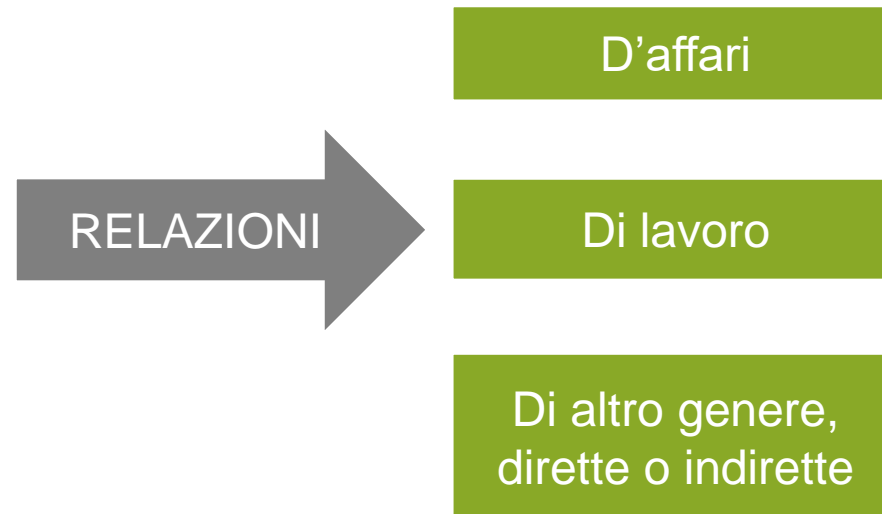 RELAZIONI
D’affari
Di lavoro
Di altro genere,
dirette o indirette